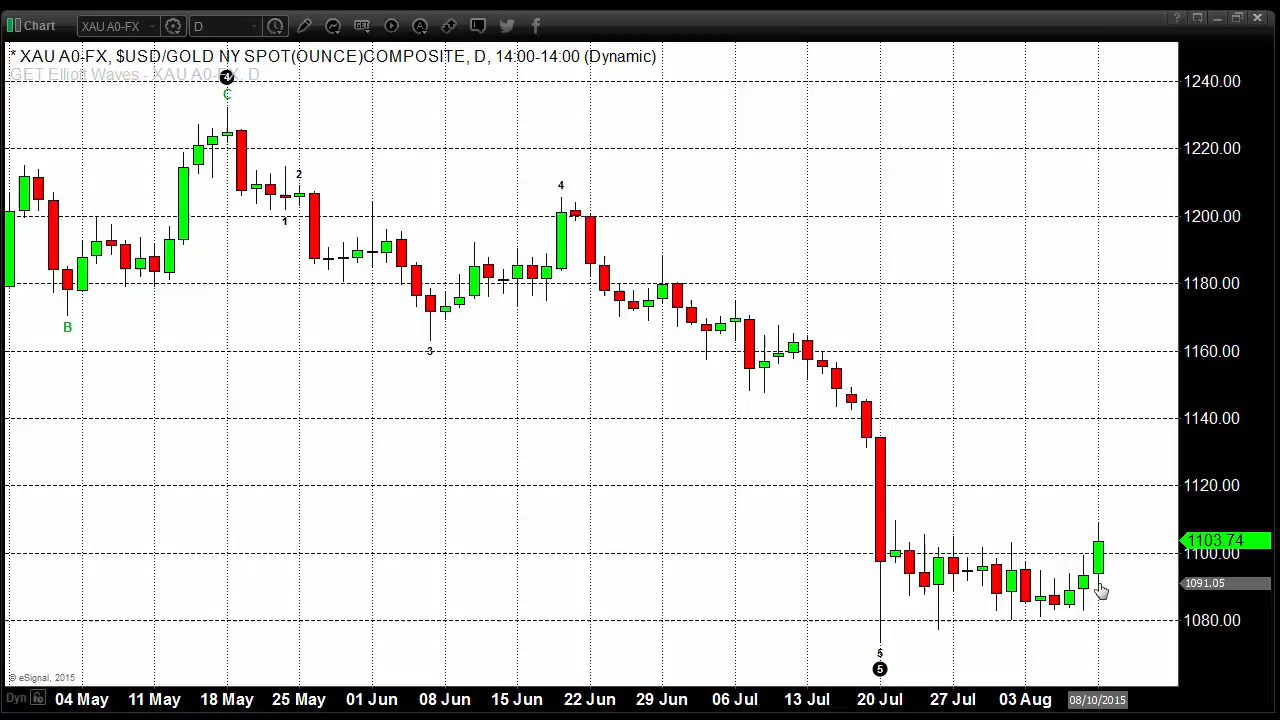 Chart XAU A0-FX D GET A
* XAU A0-FX, $USD/GOLD NY SPOT(OUNCE)COMPOSITE, D, 14:00-14:00 (Dynamic)
GET Elliott Waves - XAU A0-FX, D
4
C
1240.00
1220.00
2
4
1200.00
1
1180.00
B
3
1160.00
1140.00
1120.00
1103.74
1100.00
1091.05
1080.00
5
5
© eSignal, 2015
Dyn 04 May 11 May 18 May 25 May 01 Jun 08 Jun 15 Jun 22 Jun 29 Jun 06 Jul 13 Jul 20 Jul 27 Jul 03 Aug 08/10/2015